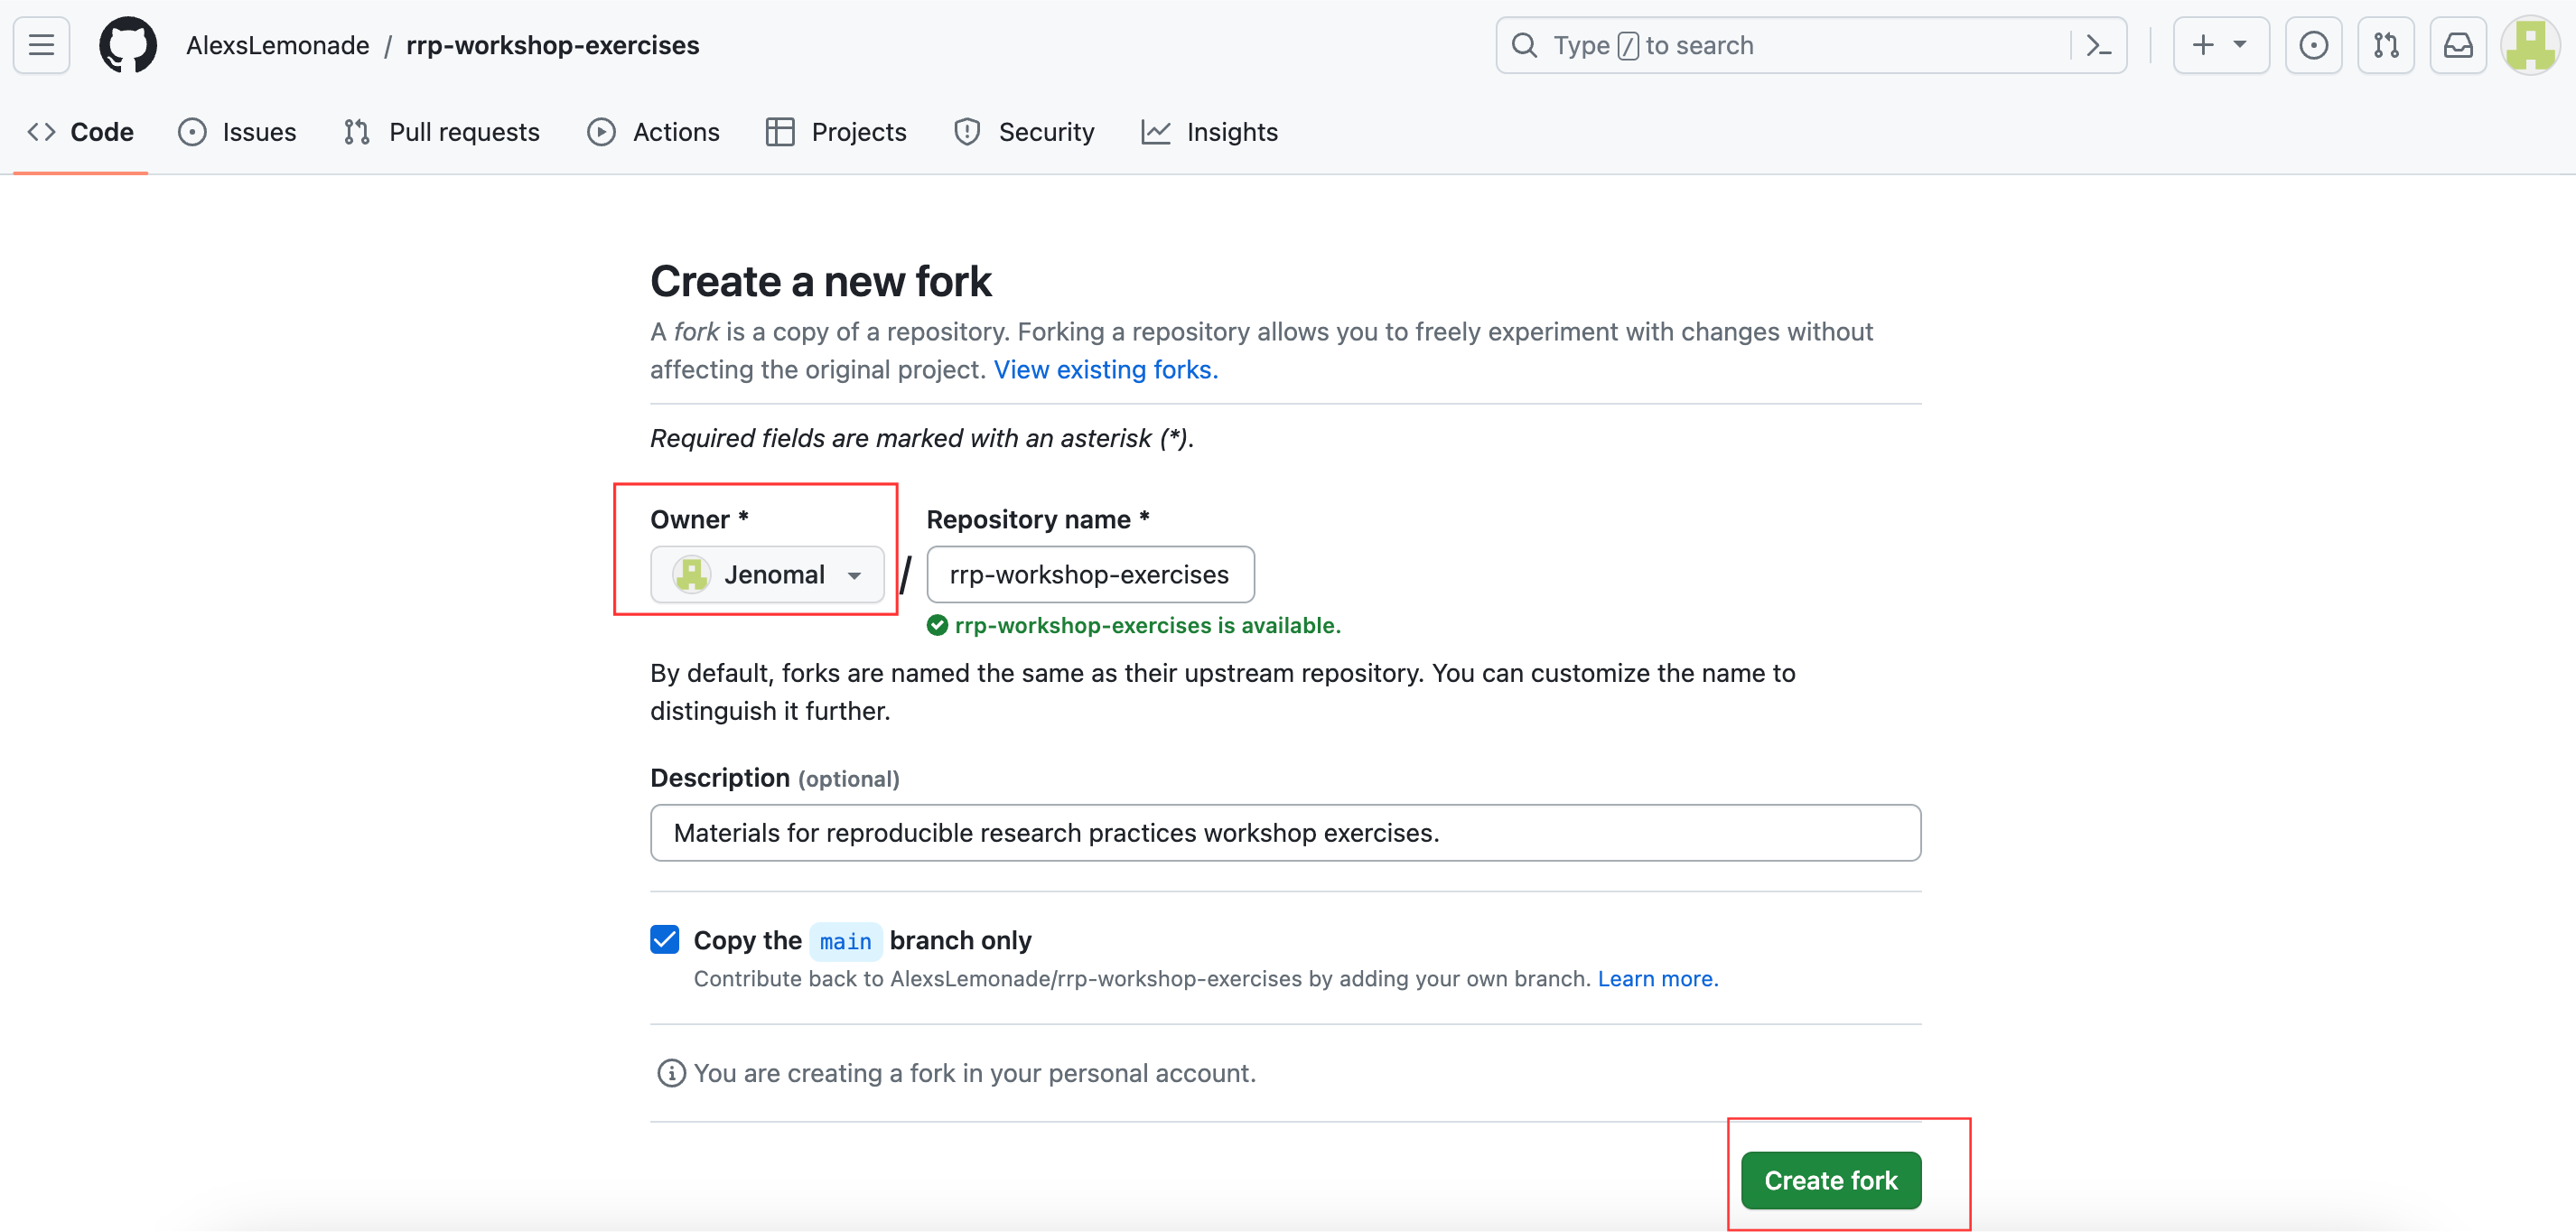 AlexsLemonade / rrp-workshop-exercises
Type / to search
Code Issues Pull requests Actions Projects Security Insights
Create a new fork
A fork is a copy of a repository. Forking a repository allows you to freely experiment with changes without
affecting the original project. View existing forks.
Required fields are marked with an asterisk (*).
Owner * Repository name *
Jenomal / rrp-workshop-exercises
rrp-workshop-exercises is available.
By default, forks are named the same as their upstream repository. You can customize the name to
distinguish it further.
Description (optional)
Materials for reproducible research practices workshop exercises.
Copy the main branch only
Contribute back to AlexsLemonade/rrp-workshop-exercises by adding your own branch. Learn more.
You are creating a fork in your personal account.
Create fork